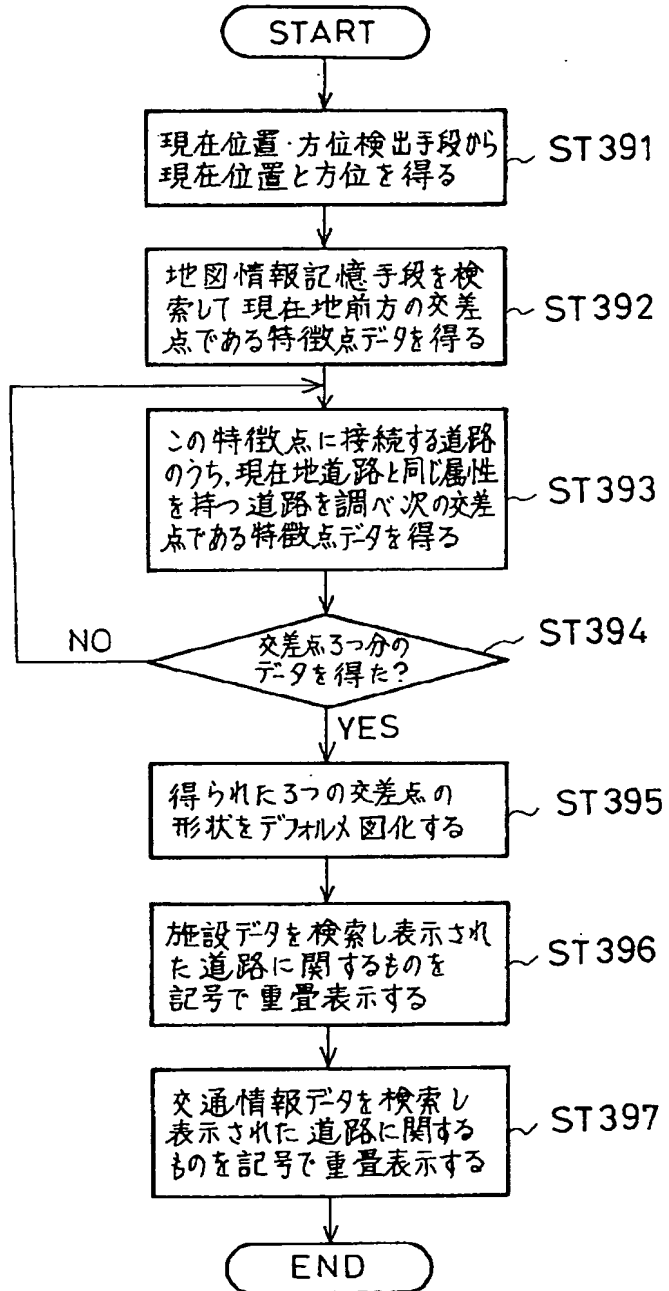 START
現在位置・方位検出手段から
現在位置と方位を得る
ST391
地図情報記憶手段を検
索して現在地前方の交差
点である特徴点データを得る
ST392
この特徴点に接続する道路
のうち、現在地道路と同じ属性
を持つ道路を調べ次の交差
点である特徴点データを得る
ST393
交差点3つ分の
データを得た?
ST394
NO
YES
得られた3つの交差点の
形状をデフォルメ図化する
ST395
施設データを検索し表示され
た道路に関するものを
記号で重畳表示する
ST396
交通情報データを検索し
表示された道路に関する
ものを記号で重畳表示する
ST397
END